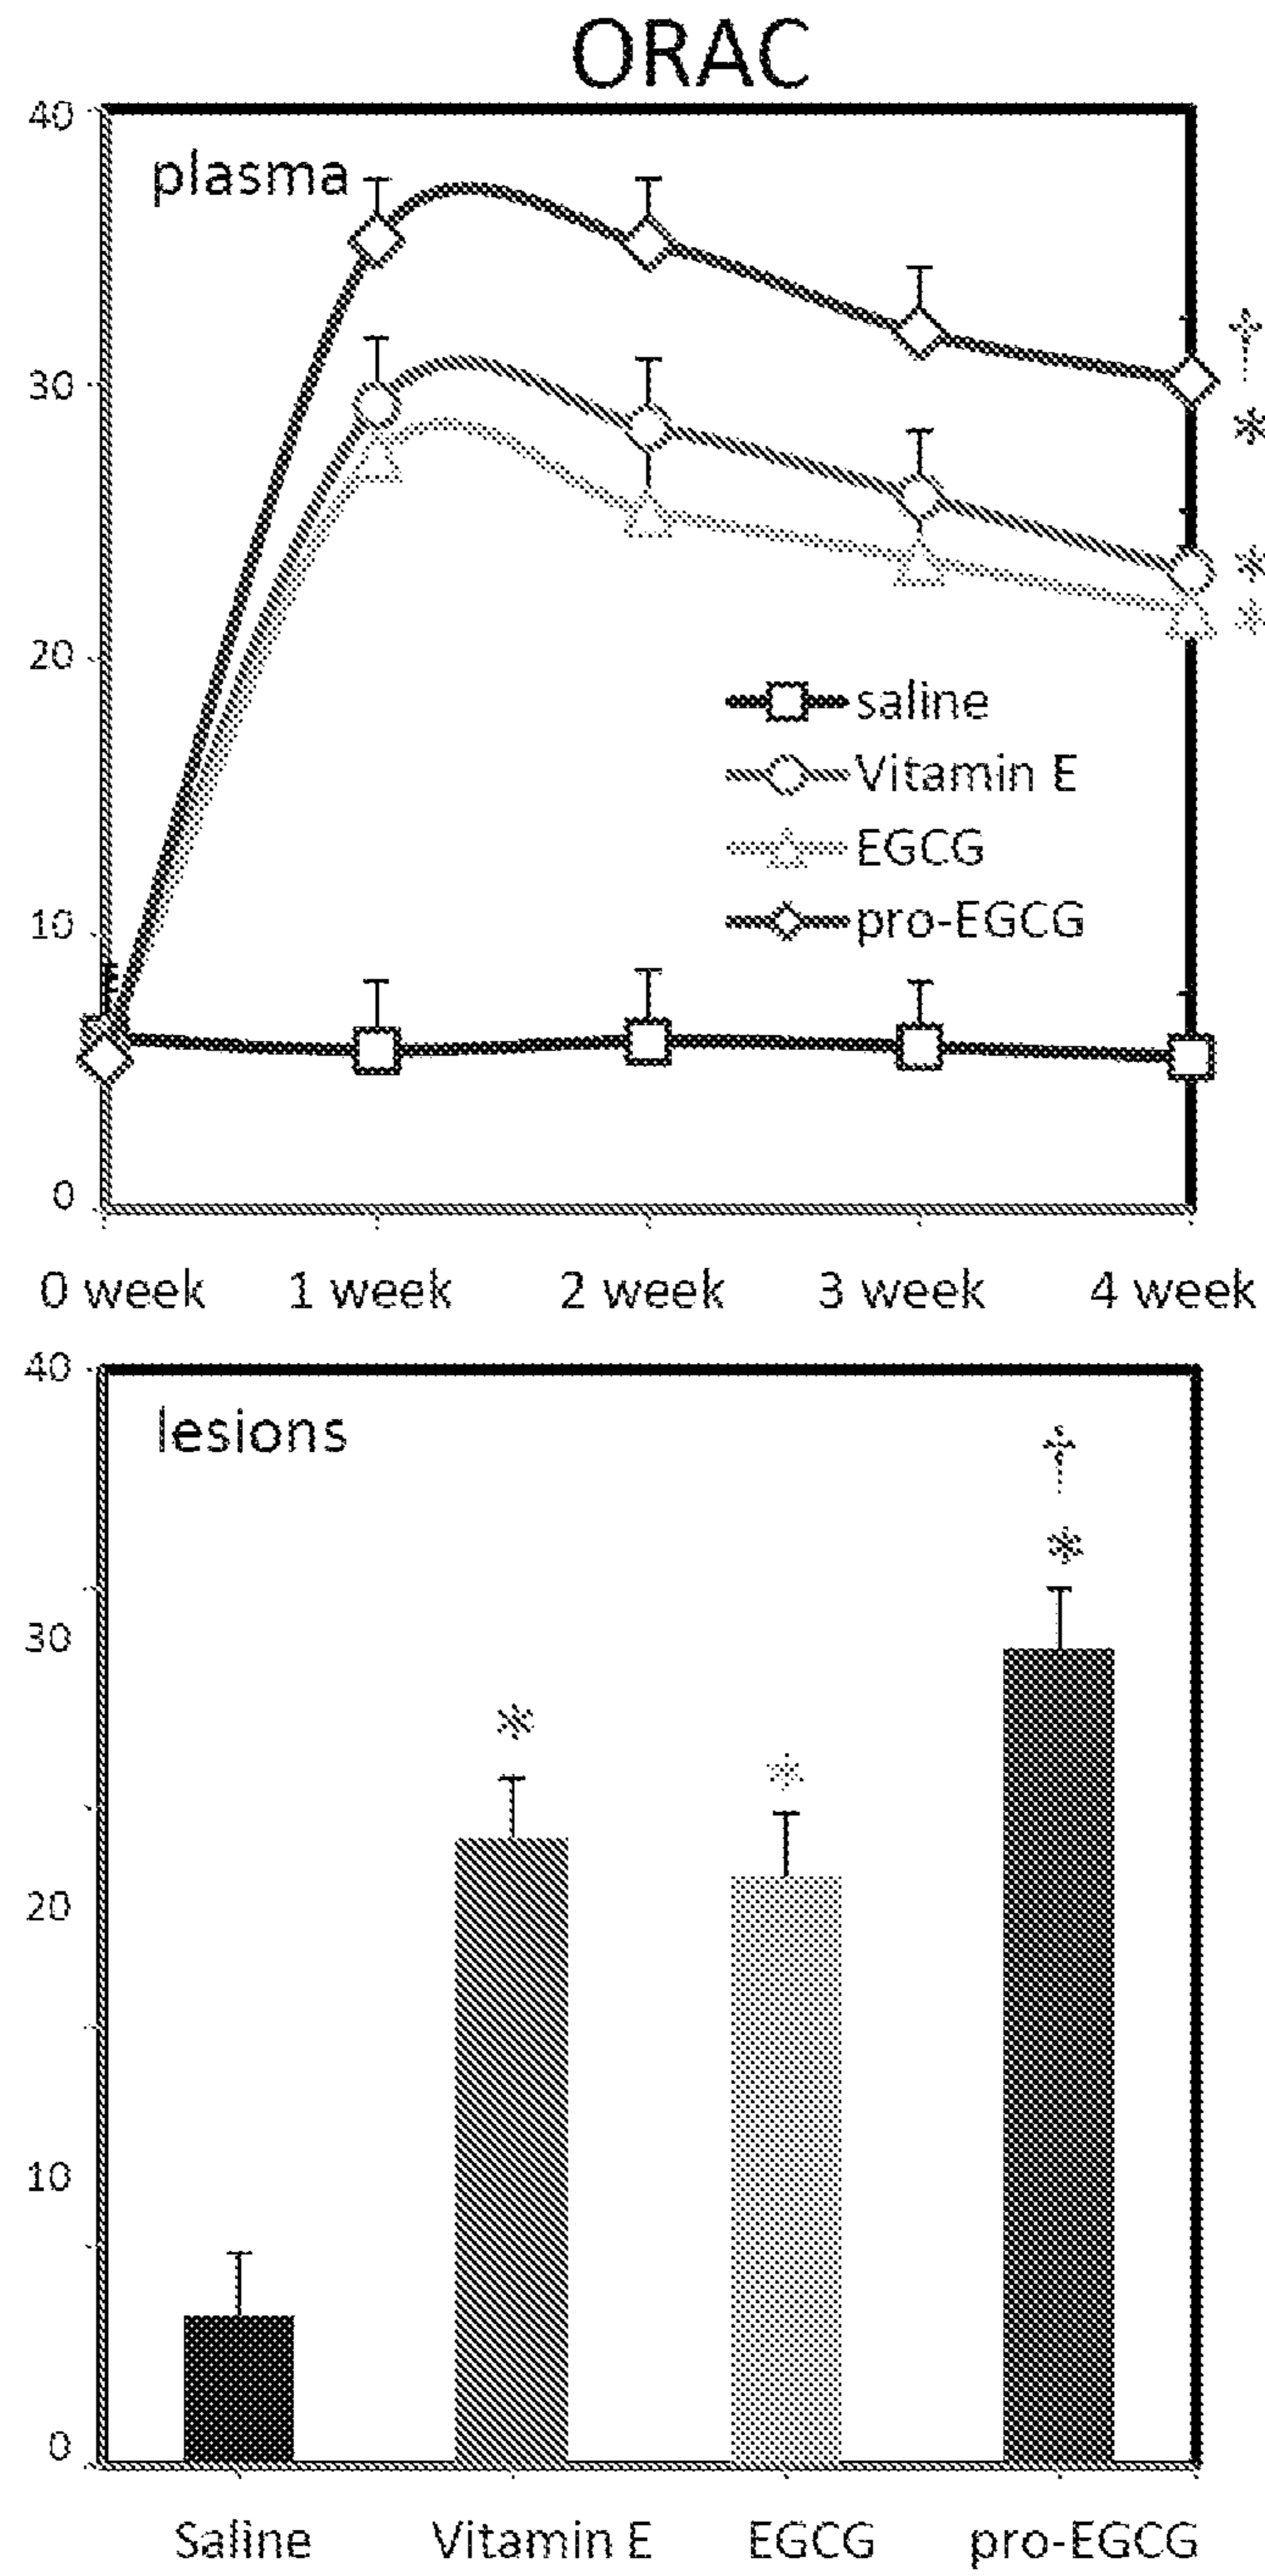 ORAC
40
plasma
30
†
*
*
20
*
saline
Vitamin E
EGCG
10
pro-EGCG
0
0 week 1 week 2 week 3 week 4 week
40
lesions
†
*
30
*
*
20
10
0
Saline Vitamin E EGCG pro-EGCG